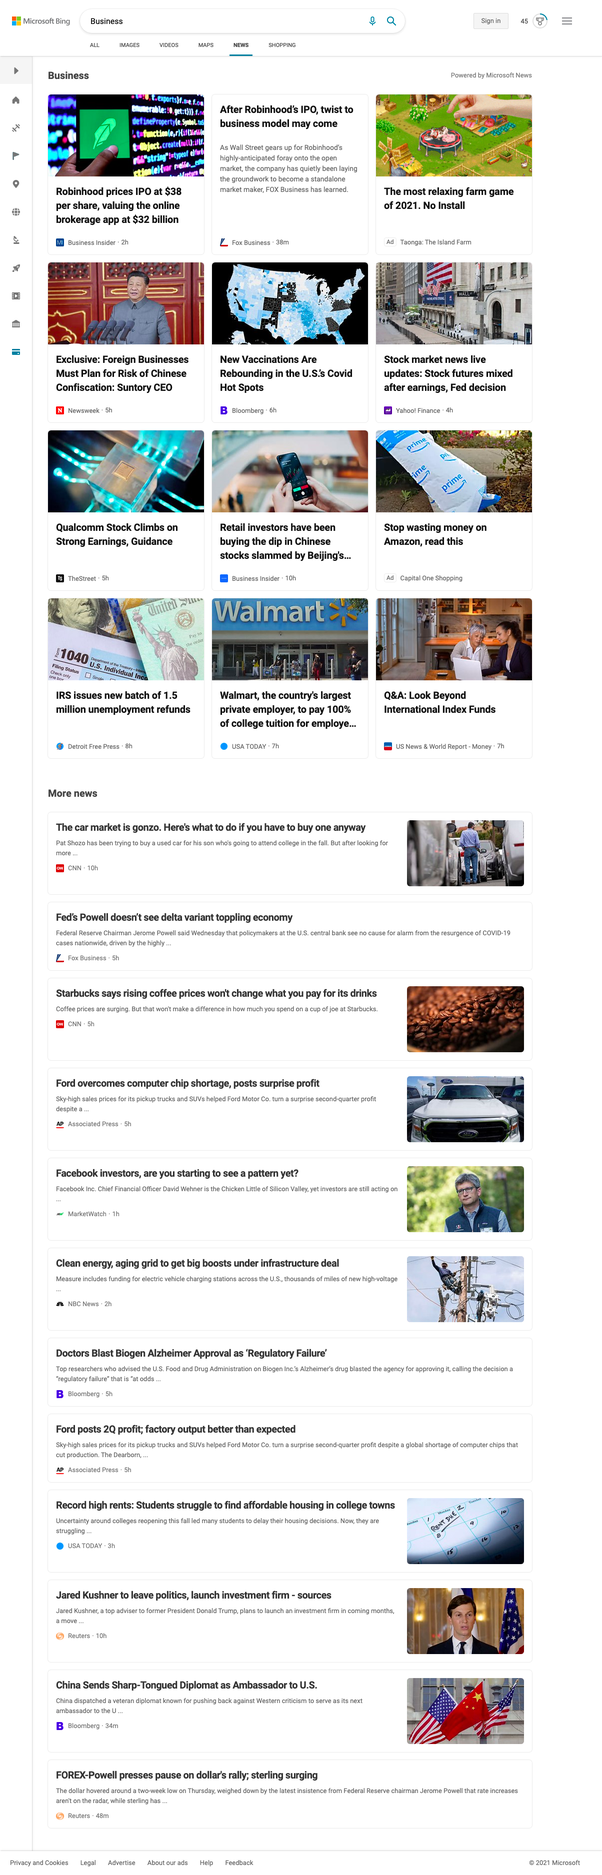 Microsoft Bing
Business
Sign in
45
ALL
IMAGES
VIDEOS
MAPS
NEWS
SHOPPING
Business
Powered by Microsoft News
Robinhood prices IPO at $38
per share, valuing the online
brokerage app at $32 billion
Business Insider · 2h
After Robinhood's IPO, twist to
business model may come
As Wall Street gears up for Robinhood's
highly-anticipated foray onto the open
market, the company has quietly been laying
the groundwork to become a standalone
market maker, FOX Business has learned.
Fox Business · 38m
The most relaxing farm game
of 2021. No Install
Ad Taonga: The Island Farm
Exclusive: Foreign Businesses
Must Plan for Risk of Chinese
Confiscation: Suntory CEO
Newsweek · 5h
New Vaccinations Are
Rebounding in the U.S.'s Covid
Hot Spots
Bloomberg · 6h
Stock market news live
updates: Stock futures mixed
after earnings, Fed decision
Yahoo! Finance · 4h
Qualcomm Stock Climbs on
Strong Earnings, Guidance
TheStreet · 5h
Retail investors have been
buying the dip in Chinese
stocks slammed by Beijing's...
Business Insider · 10h
prime
prime
prime
Stop wasting money on
Amazon, read this
Ad Capital One Shopping
United St
1040
U.S. Individual Inc
Filing Status
IRS issues new batch of 1.5
million unemployment refunds
Detroit Free Press · 8h
Walmart
Walmart, the country's largest
private employer, to pay 100%
of college tuition for employe...
USA TODAY · 7h
Q&A: Look Beyond
International Index Funds
US News & World Report - Money · 7h
More news
The car market is gonzo. Here's what to do if you have to buy one anyway
Pat Shozo has been trying to buy a used car for his son who's going to attend college in the fall. But after looking for
more ...
CNN · 10h
Fed's Powell doesn't see delta variant toppling economy
Federal Reserve Chairman Jerome Powell said Wednesday that policymakers at the U.S. central bank see no cause for alarm from the resurgence of COVID-19
cases nationwide, driven by the highly ...
Fox Business · 5h
Starbucks says rising coffee prices won't change what you pay for its drinks
Coffee prices are surging. But that won't make a difference in how much you spend on a cup of joe at Starbucks.
CNN · 5h
Ford overcomes computer chip shortage, posts surprise profit
Sky-high sales prices for its pickup trucks and SUVs helped Ford Motor Co. turn a surprise second-quarter profit
despite a ...
AP Associated Press · 5h
Facebook investors, are you starting to see a pattern yet?
Facebook Inc. Chief Financial Officer David Wehner is the Chicken Little of Silicon Valley, yet investors are still acting on
...
MarketWatch · 1h
Clean energy, aging grid to get big boosts under infrastructure deal
Measure includes funding for electric vehicle charging stations across the U.S., thousands of miles of new high-voltage
...
NBC News · 2h
Doctors Blast Biogen Alzheimer Approval as 'Regulatory Failure'
Top researchers who advised the U.S. Food and Drug Administration on Biogen Inc.'s Alzheimer's drug blasted the agency for approving it, calling the decision a
"regulatory failure" that is "at odds ...
Bloomberg · 5h
Ford posts 2Q profit; factory output better than expected
Sky-high sales prices for its pickup trucks and SUVs helped Ford Motor Co. turn a surprise second-quarter profit despite a global shortage of computer chips that
cut production. The Dearborn, ...
AP Associated Press · 5h
Record high rents: Students struggle to find affordable housing in college towns
Uncertainty around colleges reopening this fall led many students to delay their housing decisions. Now, they are
struggling ...
USA TODAY · 3h
RENT DUE
Jared Kushner to leave politics, launch investment firm - sources
Jared Kushner, a top adviser to former President Donald Trump, plans to launch an investment firm in coming months,
a move ...
Reuters · 10h
China Sends Sharp-Tongued Diplomat as Ambassador to U.S.
China dispatched a veteran diplomat known for pushing back against Western criticism to serve as its next
ambassador to the U ...
Bloomberg · 34m
FOREX-Powell presses pause on dollar's rally; sterling surging
The dollar hovered around a two-week low on Thursday, weighed down by the latest insistence from Federal Reserve chairman Jerome Powell that rate increases
aren't on the radar, while sterling has ...
Reuters · 48m
Privacy and Cookies
Legal
Advertise
About our ads
Help
Feedback
© 2021 Microsoft